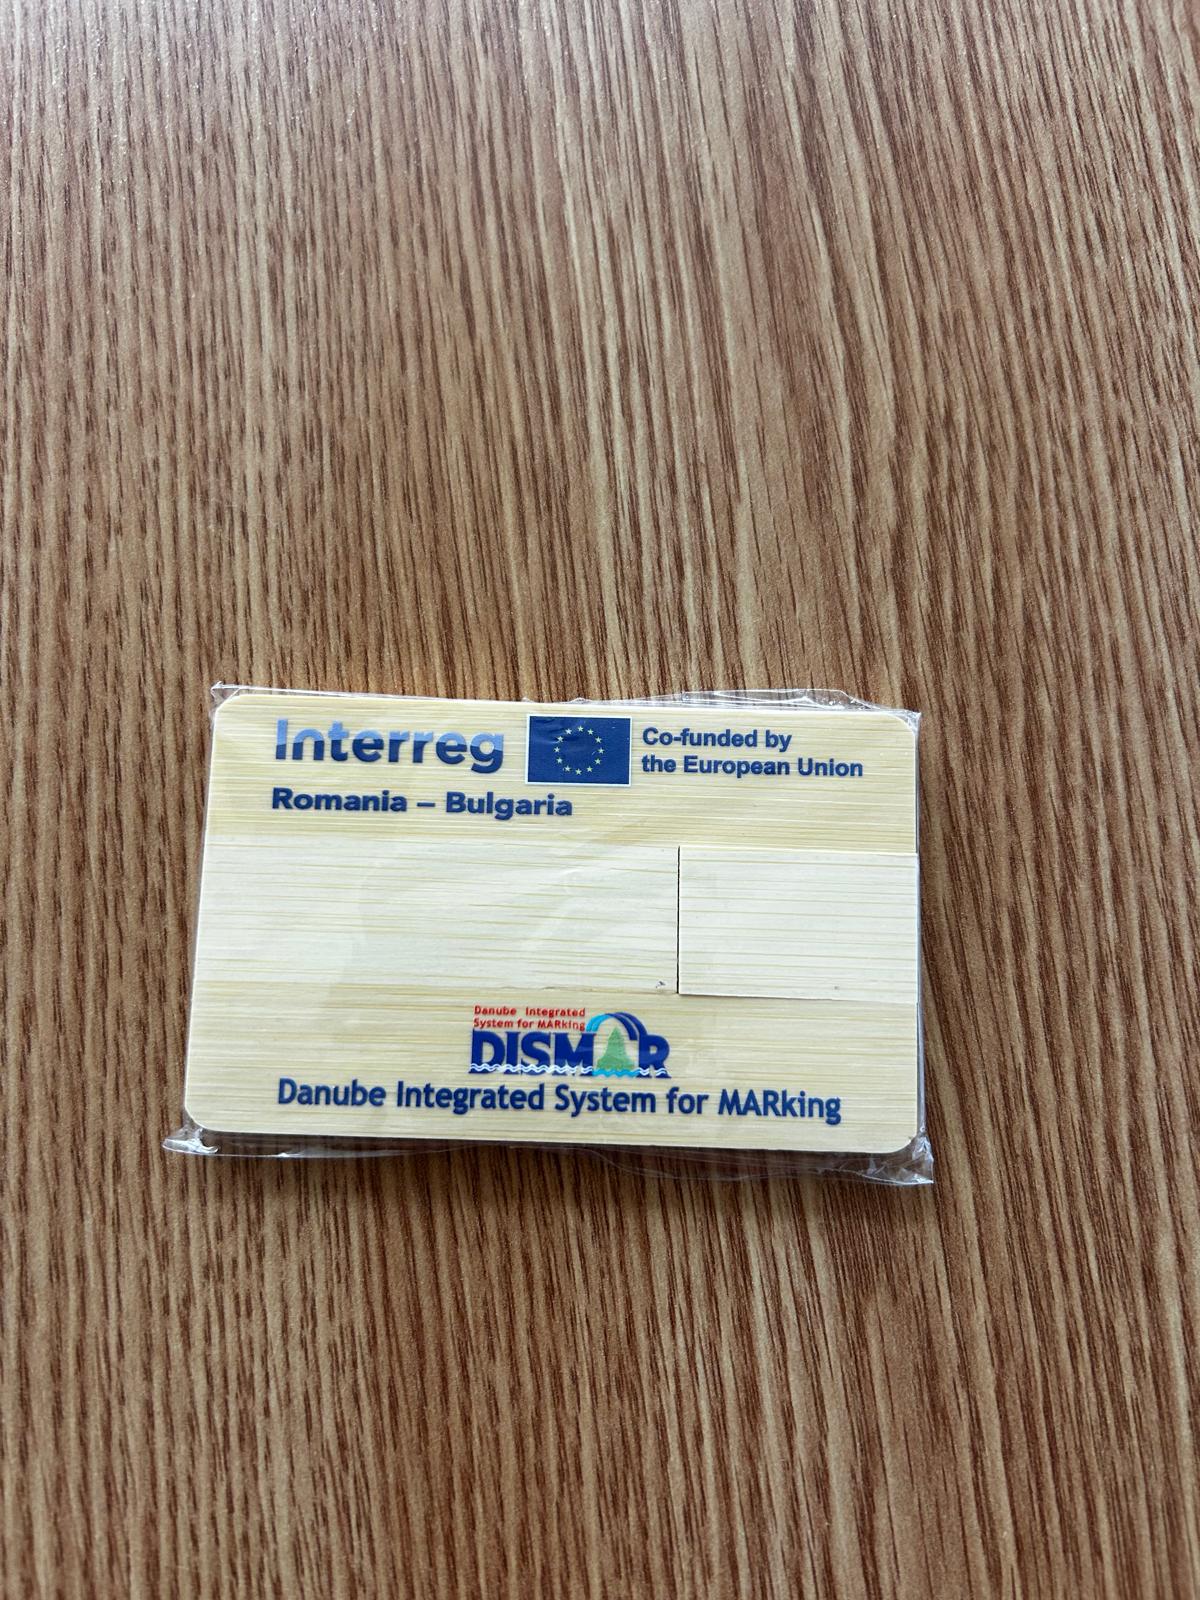 Interreg
Co-funded by
the European Union
Romania – Bulgaria
Danube Integrated
System for MARking
DISMAR
Danube Integrated System for MARking